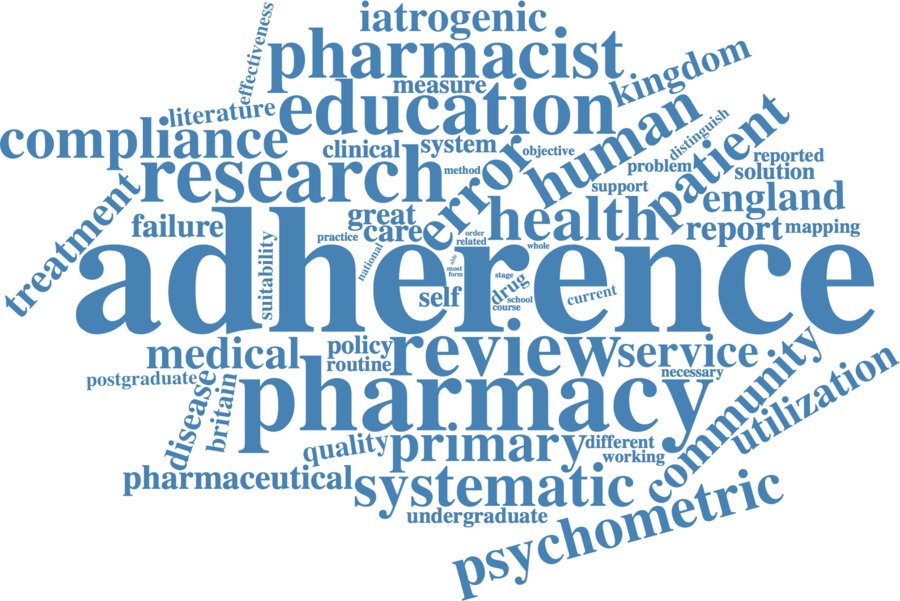 iatrogenic
effectiveness
pharmacist
kingdom
measure
education
literature
compliance
human
distinguish
patient
clinical
system
objective
error
problem
reported
research
method
solution
support
treatment
england
failure
great
health
report
mapping
care
practice
order
related
whole
adherence
suitability
national
able
most
form
stage
drug
self
school
course
current
medical
policy
review
service
routine
necessary
community
postgraduate
disease
britain
pharmacy
utilization
quality
primary
different
working
pharmaceutical
systematic
psychometric
undergraduate